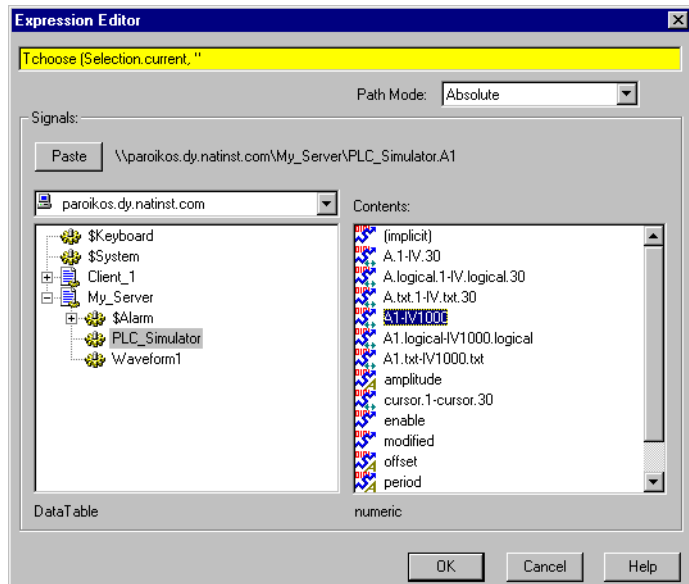 Expression Editor
Tchoose (Selection.current, "
Path Mode: Absolute
Signals:
Paste \\paroikos.dy.natinst.com\My_Server\PLC_Simulator.A1
paroikos.dy.natinst.com
Contents:
$Keyboard
$System
Client_1
My_Server
$Alarm
PLC_Simulator
Waveform1
(implicit)
A.1-IV.30
A.logical.1-IV.logical.30
A.txt.1-IV.txt.30
A1-IV1000
A1.logical-IV1000.logical
A1.txt-IV1000.txt
amplitude
cursor.1-cursor.30
enable
modified
offset
period
DataTable
numeric
OK Cancel Help